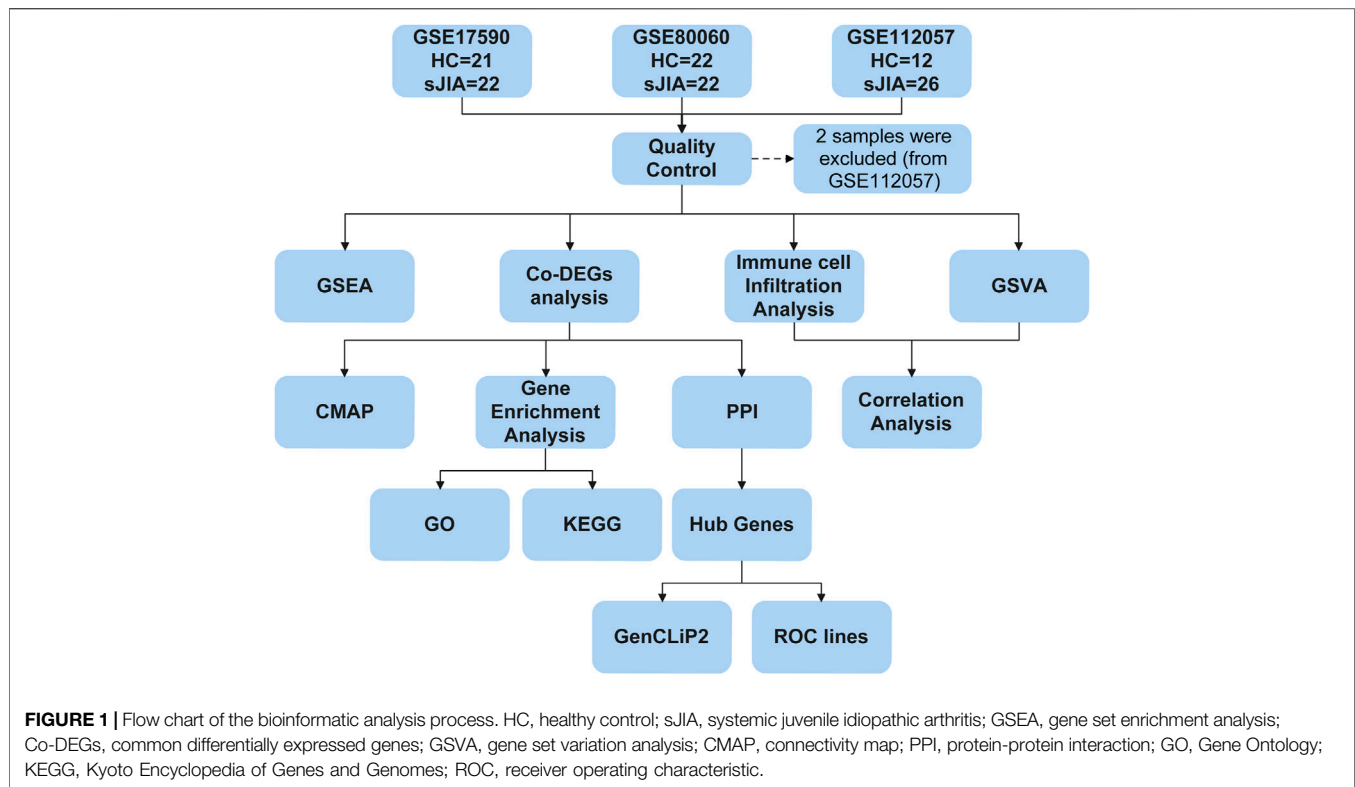 GSE17590
HC=21
sJIA=22
GSE80060
HC=22
sJIA=22
GSE112057
HC=12
sJIA=26
Quality
Control
2 samples were
excluded (from
GSE112057)
GSEA
Co-DEGs
analysis
Immune cell
Infiltration
Analysis
GSVA
CMAP
Gene
Enrichment
Analysis
PPI
Correlation
Analysis
GO
KEGG
Hub Genes
GenCLiP2
ROC lines
FIGURE 1 | Flow chart of the bioinformatic analysis process. HC, healthy control; sJIA, systemic juvenile idiopathic arthritis; GSEA, gene set enrichment analysis;
Co-DEGs, common differentially expressed genes; GSVA, gene set variation analysis; CMAP, connectivity map; PPI, protein-protein interaction; GO, Gene Ontology;
KEGG, Kyoto Encyclopedia of Genes and Genomes; ROC, receiver operating characteristic.